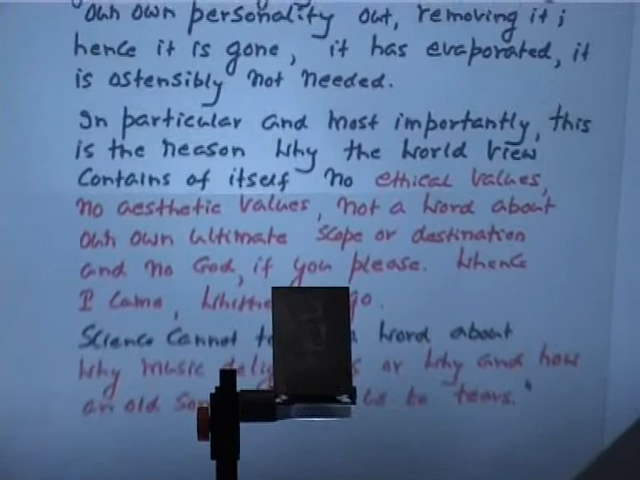 our own personality out, removing it;
hence it is gone, it has evaporated, it
is ostensibly not needed.
In particular and most importantly, this
is the reason why the world view
contains of itself no ethical values,
no aesthetic values, not a word about
our own ultimate scope or destination
and no God, if you please. Whence
I came, go.
Science cannot a word about
why music or why and how
an old to tears."